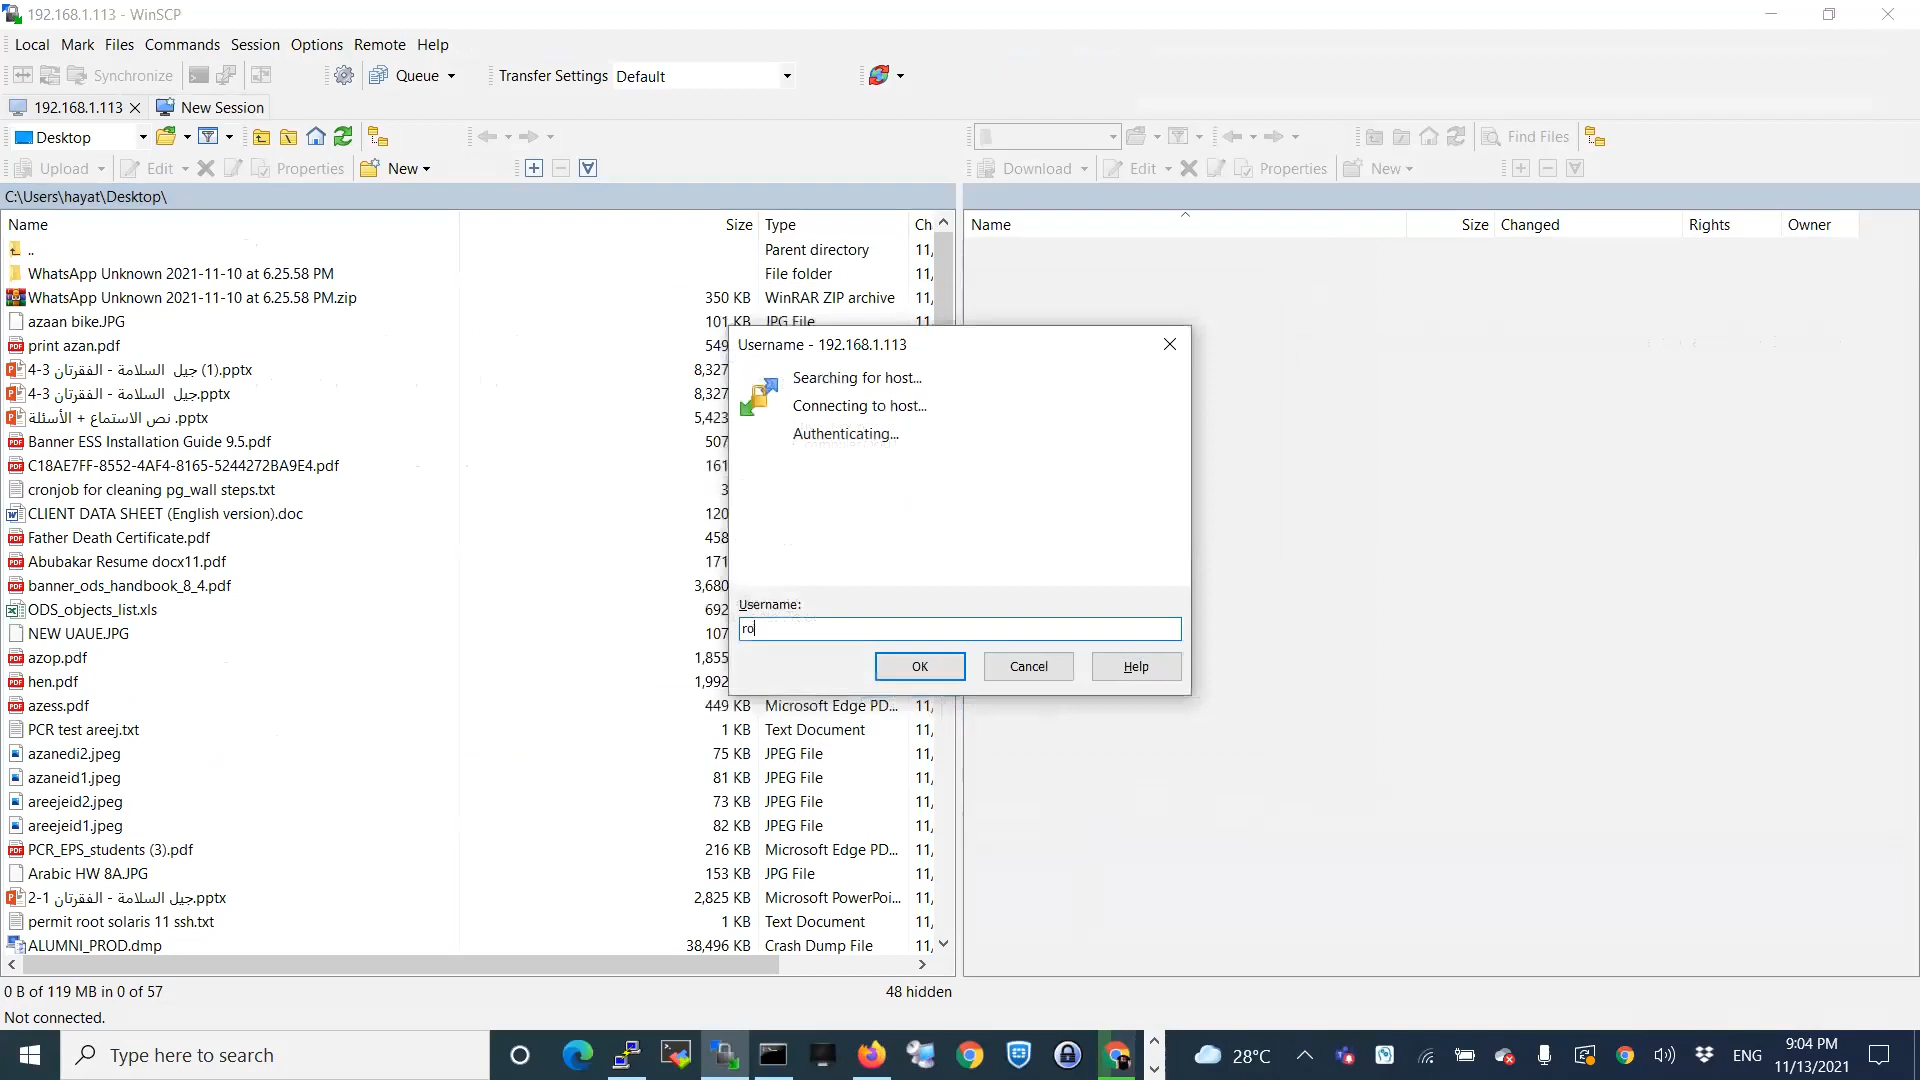 192.168.1.113 - WinSCP
Local Mark Files Commands Session Options Remote Help
Synchronize Queue Transfer Settings Default
192.168.1.113 New Session
Desktop Find Files
Upload Edit Properties New Download Edit Properties New
C:\Users\hayat\Desktop\
Name Size Type Ch Name Size Changed Rights Owner
.. Parent directory 11,
WhatsApp Unknown 2021-11-10 at 6.25.58 PM File folder 11,
WhatsApp Unknown 2021-11-10 at 6.25.58 PM.zip 350 KB WinRAR ZIP archive 11,
azaan bike.JPG 101 KB JPG File 11,
print azan.pdf 549
4-3 جيل السلامة - الفقرتان (1).pptx 8,327
4-3 جيل السلامة - الفقرتان.pptx 8,327
نص الاستماع + الأسئلة .pptx 5,423
Banner ESS Installation Guide 9.5.pdf 507
C18AE7FF-8552-4AF4-8165-5244272BA9E4.pdf 161
cronjob for cleaning pg_wall steps.txt 3
CLIENT DATA SHEET (English version).doc 120
Father Death Certificate.pdf 458
Abubakar Resume docx11.pdf 171
banner_ods_handbook_8_4.pdf 3,680
ODS_objects_list.xls 692
NEW UAUE.JPG 107
azop.pdf 1,855
hen.pdf 1,992
azess.pdf 449 KB Microsoft Edge PD... 11,
PCR test areej.txt 1 KB Text Document 11,
azanedi2.jpeg 75 KB JPEG File 11,
azaneid1.jpeg 81 KB JPEG File 11,
areejeid2.jpeg 73 KB JPEG File 11,
areejeid1.jpeg 82 KB JPEG File 11,
PCR_EPS_students (3).pdf 216 KB Microsoft Edge PD... 11,
Arabic HW 8A.JPG 153 KB JPG File 11,
2-1 جيل السلامة - الفقرتان.pptx 2,825 KB Microsoft PowerPoi... 11,
permit root solaris 11 ssh.txt 1 KB Text Document 11,
ALUMNI_PROD.dmp 38,496 KB Crash Dump File 11,
Username - 192.168.1.113
Searching for host...
Connecting to host...
Authenticating...
Username:
ro
OK Cancel Help
0 B of 119 MB in 0 of 57 48 hidden
Not connected.
Type here to search 28°C ENG 9:04 PM
11/13/2021